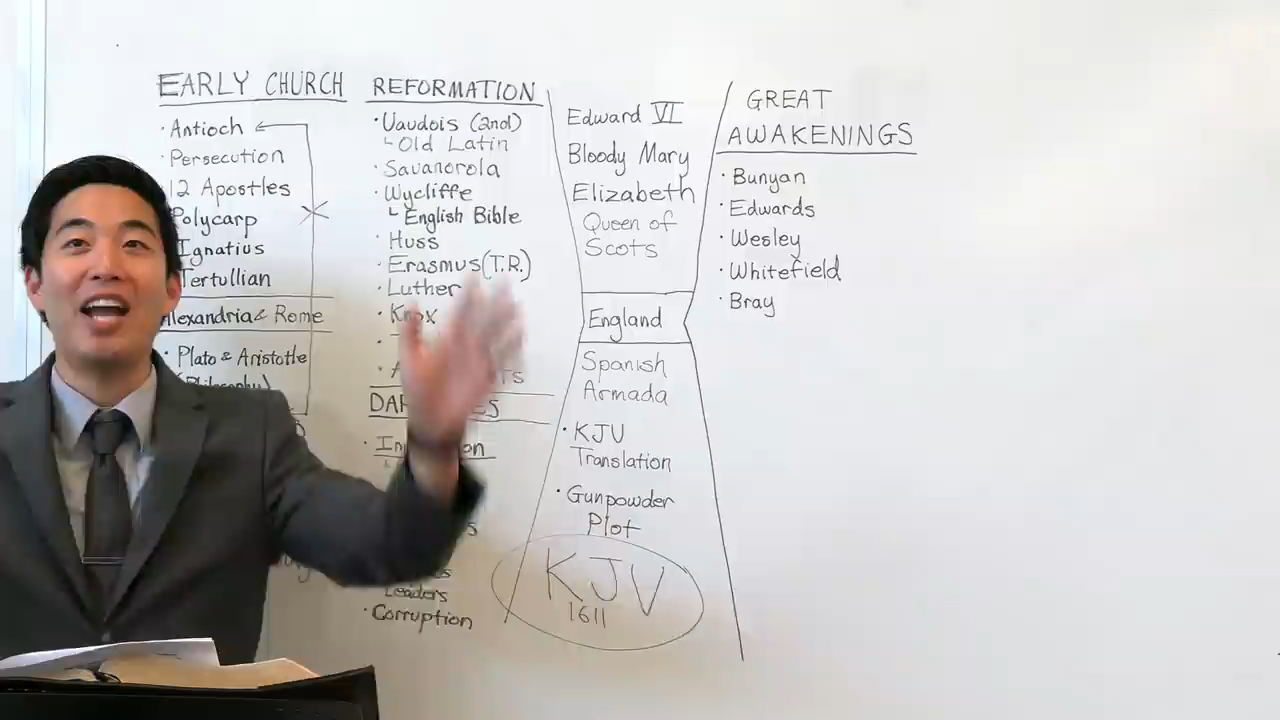 EARLY CHURCH
· Antioch
· Persecution
12 Apostles
Polycarp
Ignatius
Tertullian
Alexandria & Rome
· Plato & Aristotle
(Philosophy)
REFORMATION
· Vaudois (2nd)
Old Latin
· Savanorola
· Wycliffe
English Bible
· Huss
· Erasmus (T.R.)
· Luther
· Knox
Leaders
· Corruption
Edward VI
Bloody Mary
Elizabeth
Queen of
Scots
England
Spanish
Armada
· KJV
Translation
· Gunpowder
Plot
KJV
1611
GREAT
AWAKENINGS
· Bunyan
· Edwards
· Wesley
· Whitefield
· Bray